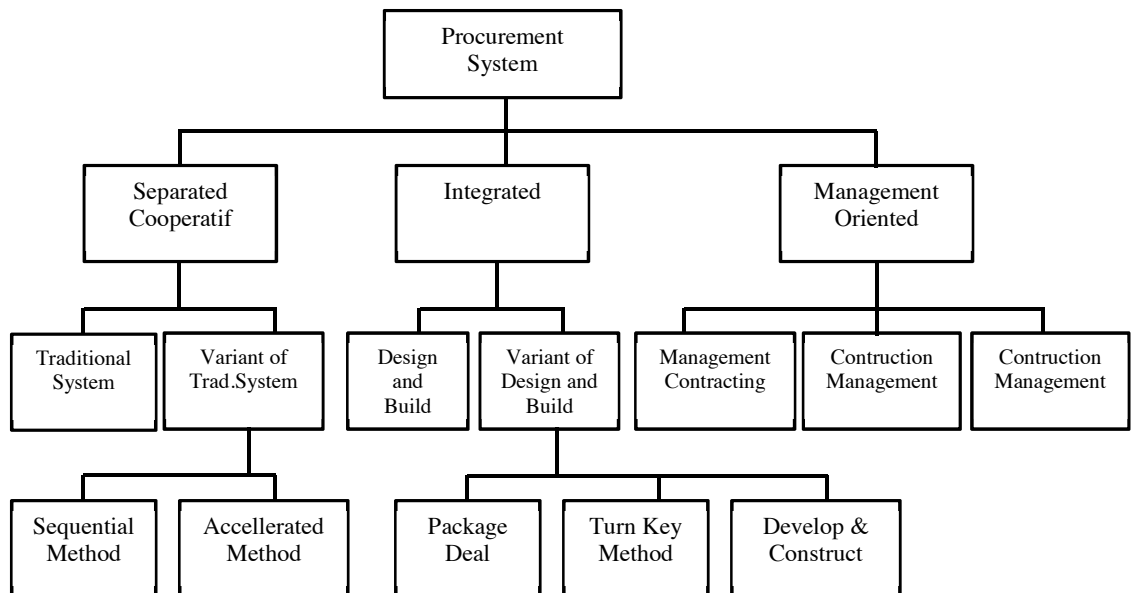 Procurement
System
Separated
Cooperatif
Integrated
Management
Oriented
Traditional
System
Variant of
Trad.System
Design
and
Build
Variant of
Design and
Build
Management
Contracting
Contruction
Management
Contruction
Management
Sequential
Method
Accellerated
Method
Package
Deal
Turn Key
Method
Develop &
Construct